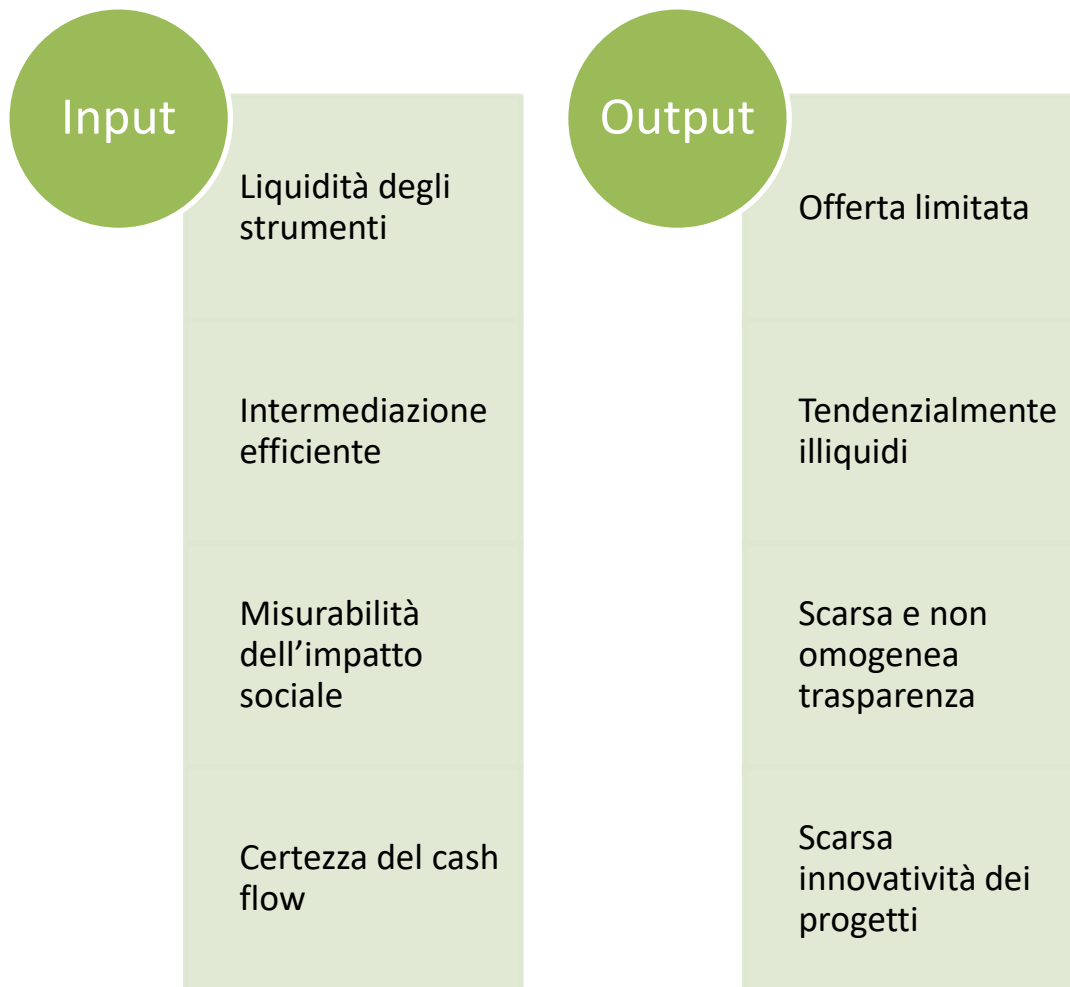 Input
Liquidità degli
strumenti
Intermediazione
efficiente
Misurabilità
dell’impatto
sociale
Certezza del cash
flow
Output
Offerta limitata
Tendenzialmente
illiquidi
Scarsa e non
omogenea
trasparenza
Scarsa
innovatività dei
progetti